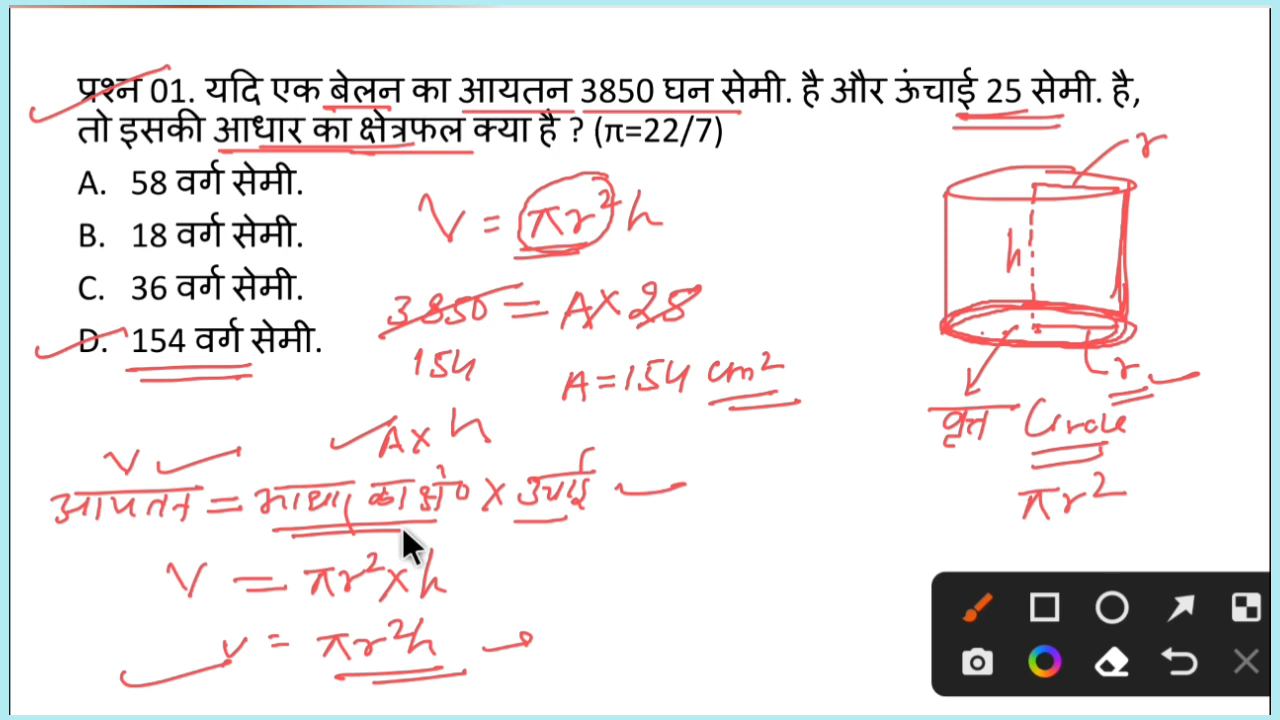 प्रश्न 01. यदि एक बेलन का आयतन 3850 घन सेमी. है और ऊंचाई 25 सेमी. है,
तो इसकी आधार का क्षेत्रफल क्या है ? (π=22/7)
A. 58 वर्ग सेमी.
B. 18 वर्ग सेमी.
C. 36 वर्ग सेमी.
D. 154 वर्ग सेमी.
V = πr²h
3850 = A×25
154
A = 154 cm²
A× h
V
आयतन = आधार का क्षे० × ऊंचाई
V = πr²×h
v = πr²h
r
h
r
वृत्त Circle
πr²